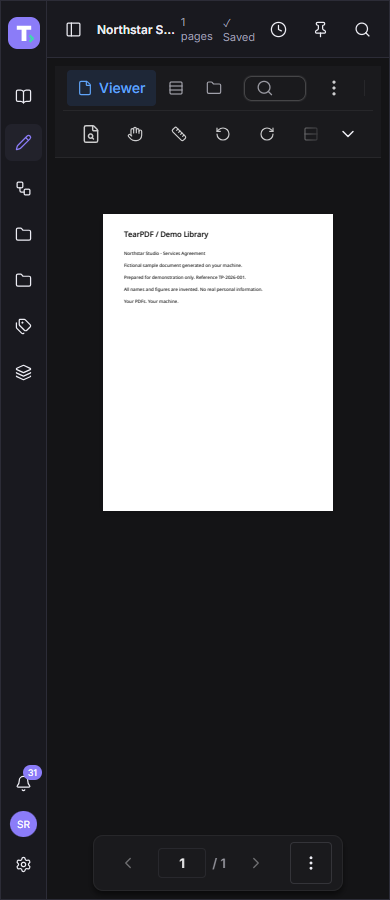 T
Northstar S...
1 pages
✓ Saved
Viewer
TearPDF / Demo Library
Northstar Studio - Services Agreement
Fictional sample document generated on your machine.
Prepared for demonstration only. Reference TP-2026-001.
All names and figures are invented. No real personal information.
Your PDFs. Your machine.
31
SR
1 / 1